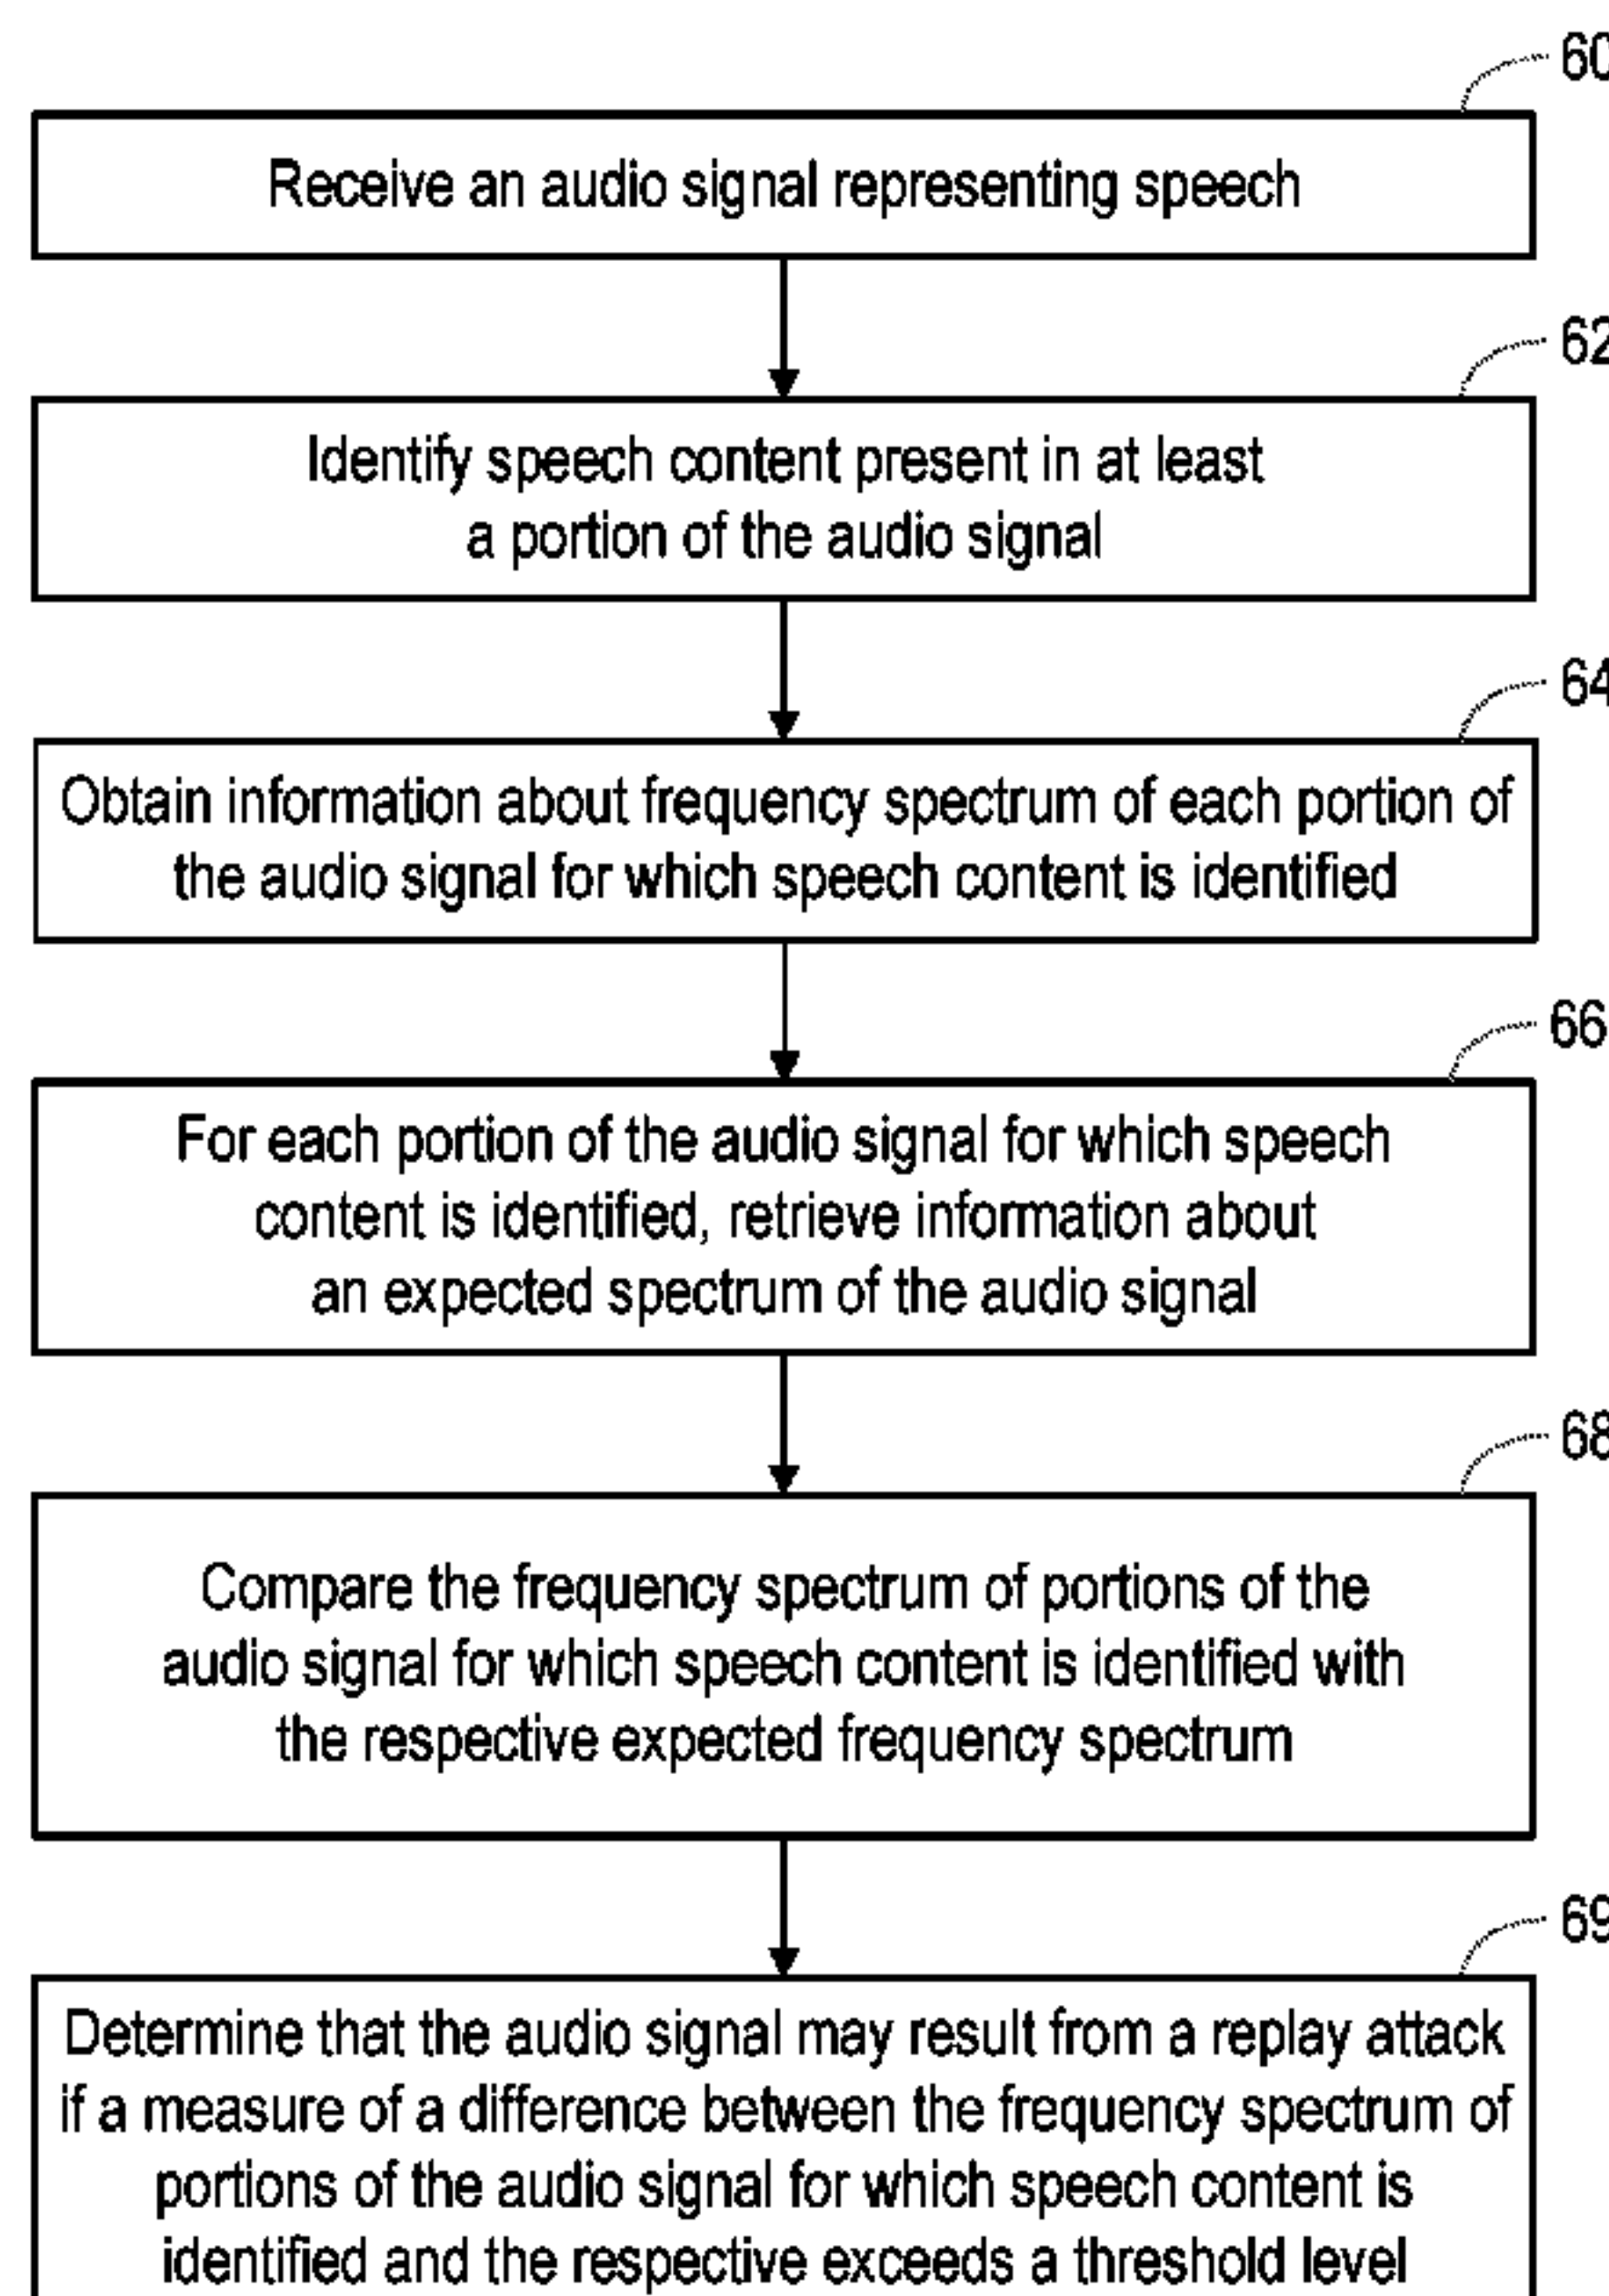 60
Receive an audio signal representing speech
62
Identify speech content present in at least
a portion of the audio signal
64
Obtain information about frequency spectrum of each portion of
the audio signal for which speech content is identified
66
For each portion of the audio signal for which speech
content is identified, retrieve information about
an expected spectrum of the audio signal
68
Compare the frequency spectrum of portions of the
audio signal for which speech content is identified with
the respective expected frequency spectrum
69
Determine that the audio signal may result from a replay attack
if a measure of a difference between the frequency spectrum of
portions of the audio signal for which speech content is
identified and the respective exceeds a threshold level